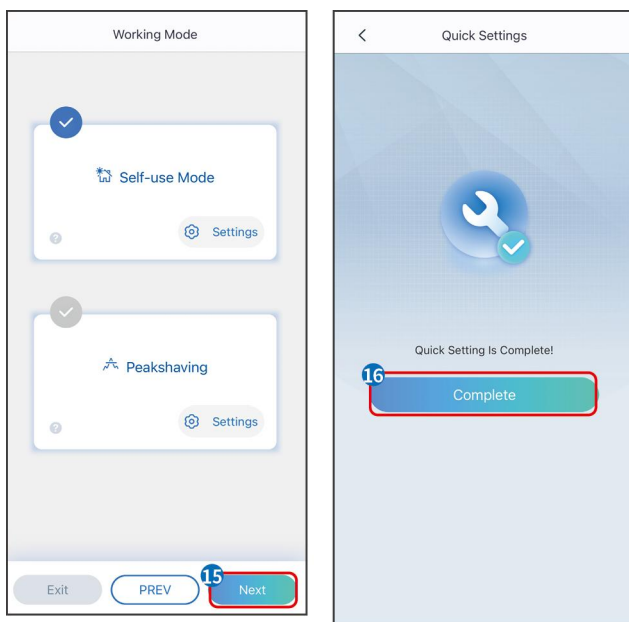 Working Mode
Self-use Mode
?
Settings
Peakshaving
?
Settings
Exit
PREV
15
Next
Quick Settings
Quick Setting Is Complete!
16
Complete